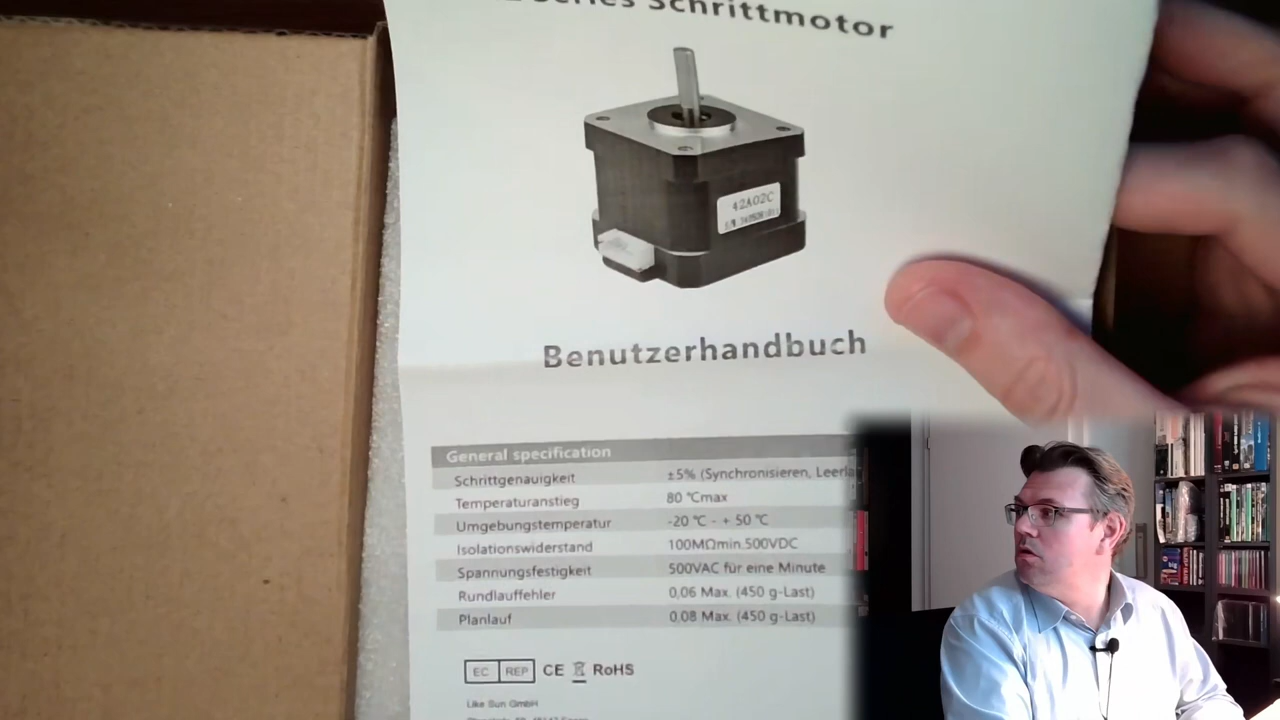 series Schrittmotor
42A02C
Benutzerhandbuch
General specification
Schrittgenauigkeit ±5% (Synchronisieren, Leerla
Temperaturanstieg 80 ℃max
Umgebungstemperatur -20 ℃ - + 50 ℃
Isolationswiderstand 100MΩmin.500VDC
Spannungsfestigkeit 500VAC für eine Minute
Rundlauffehler 0,06 Max. (450 g-Last)
Planlauf 0,08 Max. (450 g-Last)
EC REP CE RoHS
Like Sun GmbH